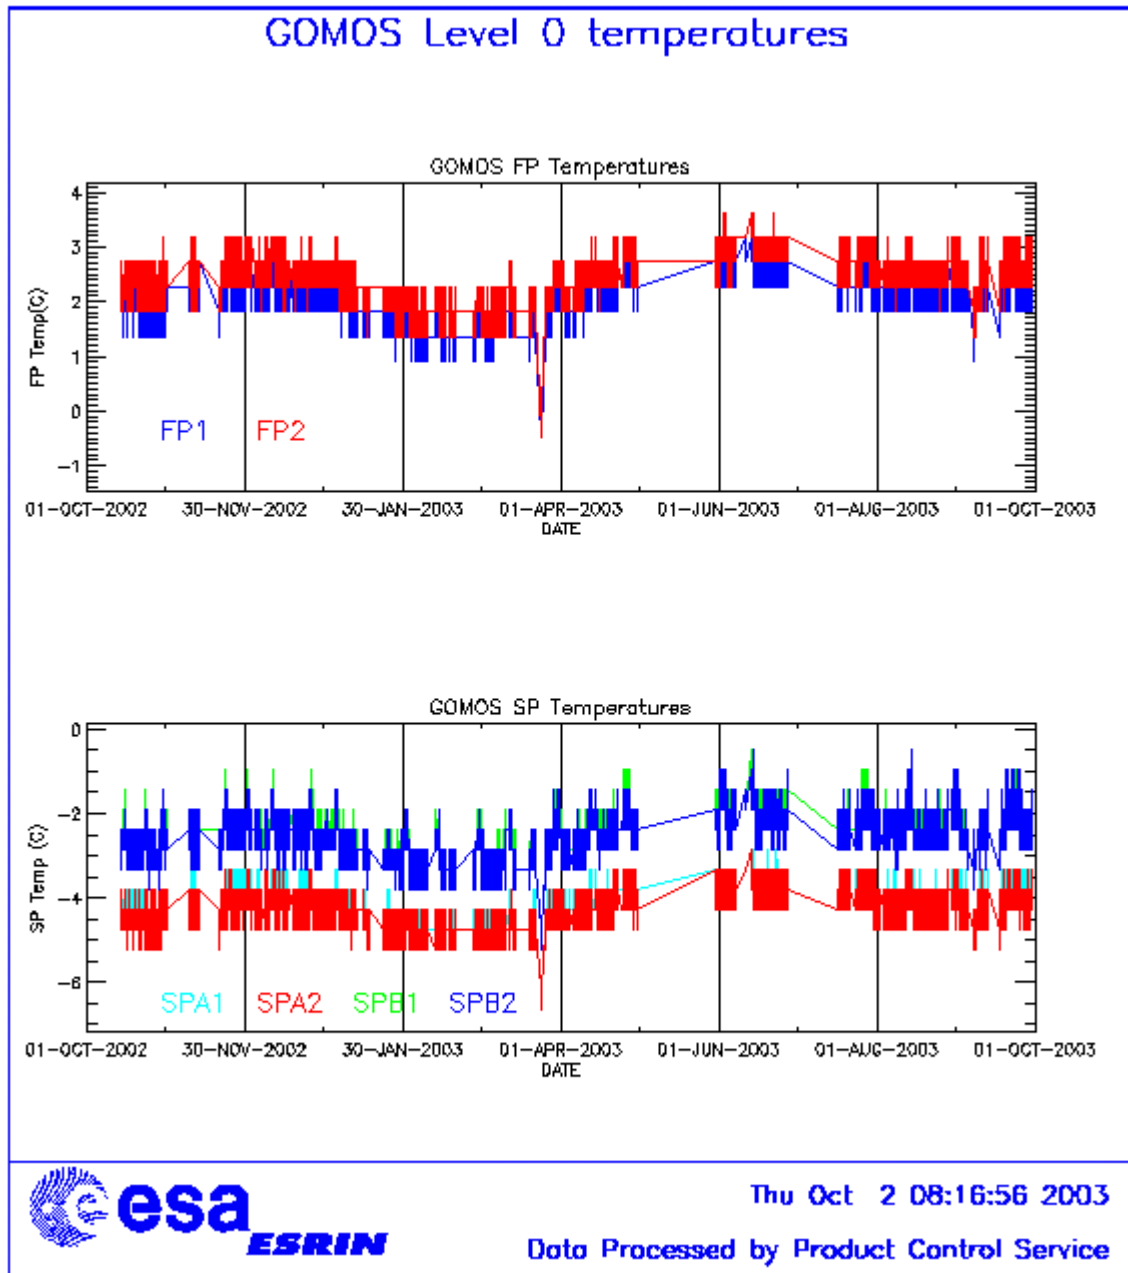 GOMOS Level 0 temperatures
GOMOS FP Temperatures
4
3
2
1
0
-1
FP Temp(C)
FP1 FP2
01-OCT-2002 30-NOV-2002 30-JAN-2003 01-APR-2003 01-JUN-2003 01-AUG-2003 01-OCT-2003
DATE
GOMOS SP Temperatures
0
-2
-4
-6
SP Temp (C)
SPA1 SPA2 SPB1 SPB2
01-OCT-2002 30-NOV-2002 30-JAN-2003 01-APR-2003 01-JUN-2003 01-AUG-2003 01-OCT-2003
DATE
esa
ESRIN
Thu Oct 2 08:16:56 2003
Data Processed by Product Control Service